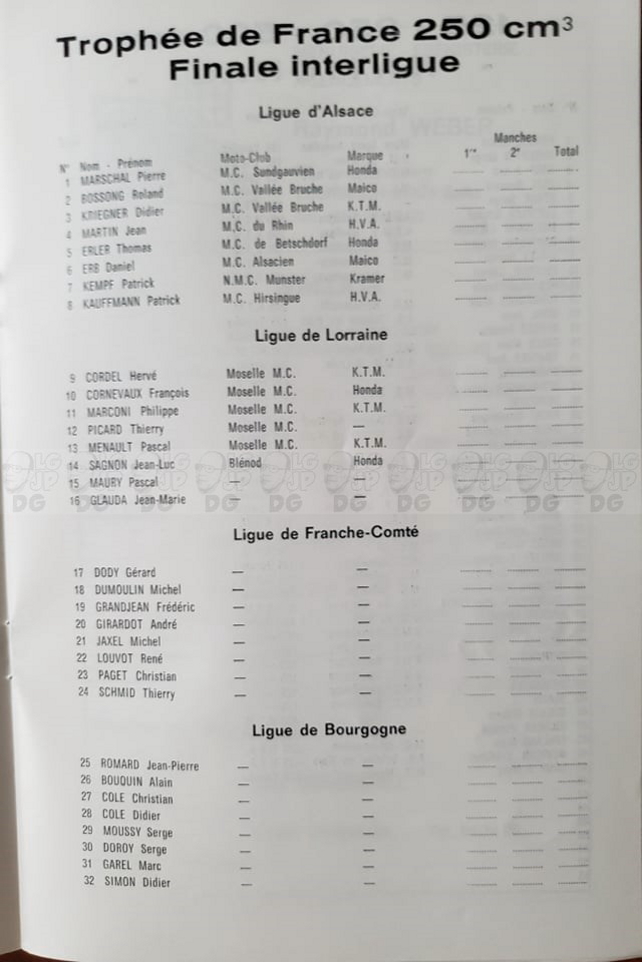 Trophée de France 250 cm³
Finale interligue
Ligue d'Alsace
Manches
N° Nom - Prénom Moto-Club Marque 1re 2e Total
1 MARSCHAL Pierre M.C. Sundgauvien Honda
2 BOSSONG Roland M.C. Vallée Bruche Maico
3 KRIEGNER Didier M.C. Vallée Bruche K.T.M.
4 MARTIN Jean M.C. du Rhin H.V.A.
5 ERLER Thomas M.C. de Betschdorf Honda
6 ERB Daniel M.C. Alsacien Maico
7 KEMPF Patrick N.M.C. Munster Kramer
8 KAUFFMANN Patrick M.C. Hirsingue H.V.A.
Ligue de Lorraine
9 CORDEL Hervé Moselle M.C. K.T.M.
10 CORNEVAUX François Moselle M.C. Honda
11 MARCONI Philippe Moselle M.C. K.T.M.
12 PICARD Thierry Moselle M.C. —
13 MENAULT Pascal Moselle M.C. K.T.M.
14 SAGNON Jean-Luc Blénod Honda
15 MAURY Pascal — —
16 GLAUDA Jean-Marie — —
Ligue de Franche-Comté
17 DODY Gérard — —
18 DUMOULIN Michel — —
19 GRANDJEAN Frédéric — —
20 GIRARDOT André — —
21 JAXEL Michel — —
22 LOUVOT René — —
23 PAGET Christian — —
24 SCHMID Thierry — —
Ligue de Bourgogne
25 ROMARD Jean-Pierre — —
26 BOUQUIN Alain — —
27 COLE Christian — —
28 COLE Didier — —
29 MOUSSY Serge — —
30 DOROY Serge — —
31 GAREL Marc — —
32 SIMON Didier — —